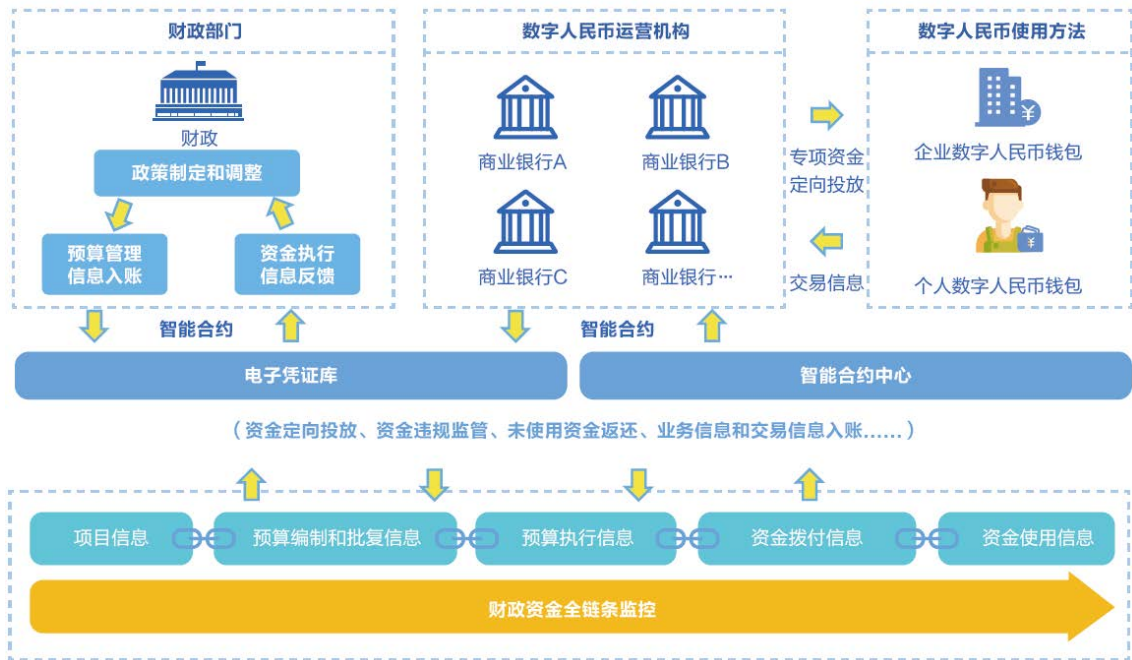 财政部门
数字人民币运营机构
数字人民币使用方法
财政
政策制定和调整
预算管理
信息入账
资金执行
信息反馈
商业银行A
商业银行B
商业银行C
商业银行…
专项资金
定向投放
交易信息
¥
企业数字人民币钱包
¥
个人数字人民币钱包
智能合约
智能合约
电子凭证库
智能合约中心
（资金定向投放、资金违规监管、未使用资金返还、业务信息和交易信息入账……）
项目信息
预算编制和批复信息
预算执行信息
资金拨付信息
资金使用信息
财政资金全链条监控